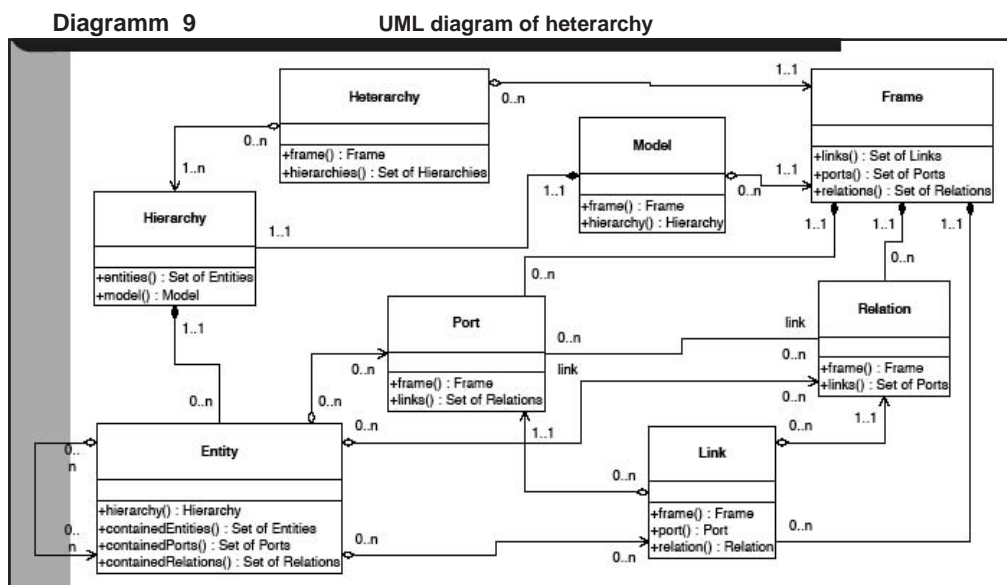 Diagramm 9 UML diagram of heterarchy
Heterarchy
+frame() : Frame
+hierarchies() : Set of Hierarchies
0..n
1..1
0..n
1..n
Frame
+links() : Set of Links
+ports() : Set of Ports
+relations() : Set of Relations
Model
+frame() : Frame
+hierarchy() : Hierarchy
1..1
0..n
1..1
1..1
Hierarchy
+entities() : Set of Entities
+model() : Model
1..1
0..n
1..1
1..1
1..1
0..n
0..n
Port
+frame() : Frame
+links() : Set of Relations
0..n
0..n
link
link
0..n
Relation
+frame() : Frame
+links() : Set of Ports
0..n
0..n
1..1
1..1
Entity
+hierarchy() : Hierarchy
+containedEntities() : Set of Entities
+containedPorts() : Set of Ports
+containedRelations() : Set of Relations
0..
n
0..
n
0..n
0..n
0..n
Link
+frame() : Frame
+port() : Port
+relation() : Relation
0..n
0..n
0..n